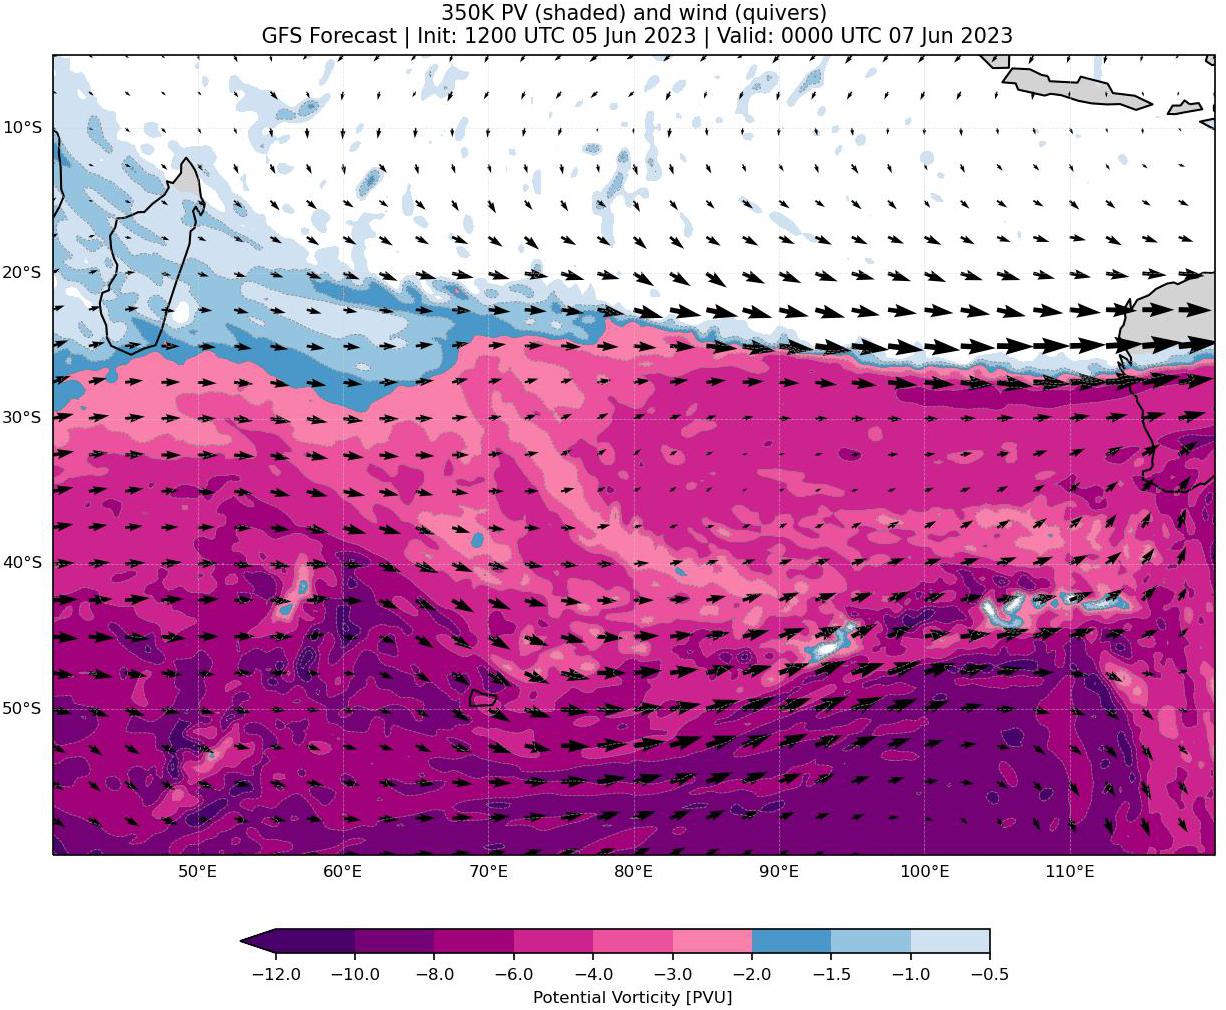 350K PV (shaded) and wind (quivers)
GFS Forecast | Init: 1200 UTC 05 Jun 2023 | Valid: 0000 UTC 07 Jun 2023
10°S
20°S
30°S
40°S
50°S
50°E 60°E 70°E 80°E 90°E 100°E 110°E
−12.0 −10.0 −8.0 −6.0 −4.0 −3.0 −2.0 −1.5 −1.0 −0.5
Potential Vorticity [PVU]